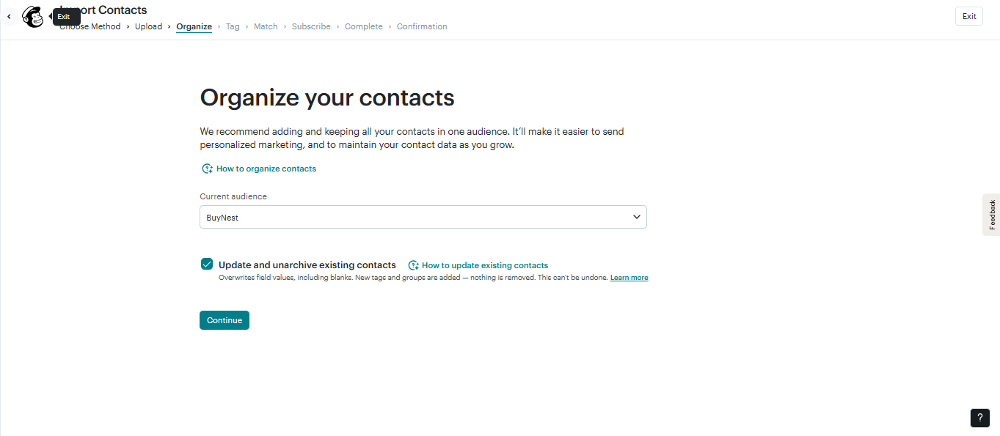 Import Contacts
Exit
Exit
Choose Method › Upload › Organize › Tag › Match › Subscribe › Complete › Confirmation
Organize your contacts
We recommend adding and keeping all your contacts in one audience. It’ll make it easier to send
personalized marketing, and to maintain your contact data as you grow.
How to organize contacts
Current audience
BuyNest
Feedback
Update and unarchive existing contacts How to update existing contacts
Overwrites field values, including blanks. New tags and groups are added — nothing is removed. This can’t be undone. Learn more
Continue
?